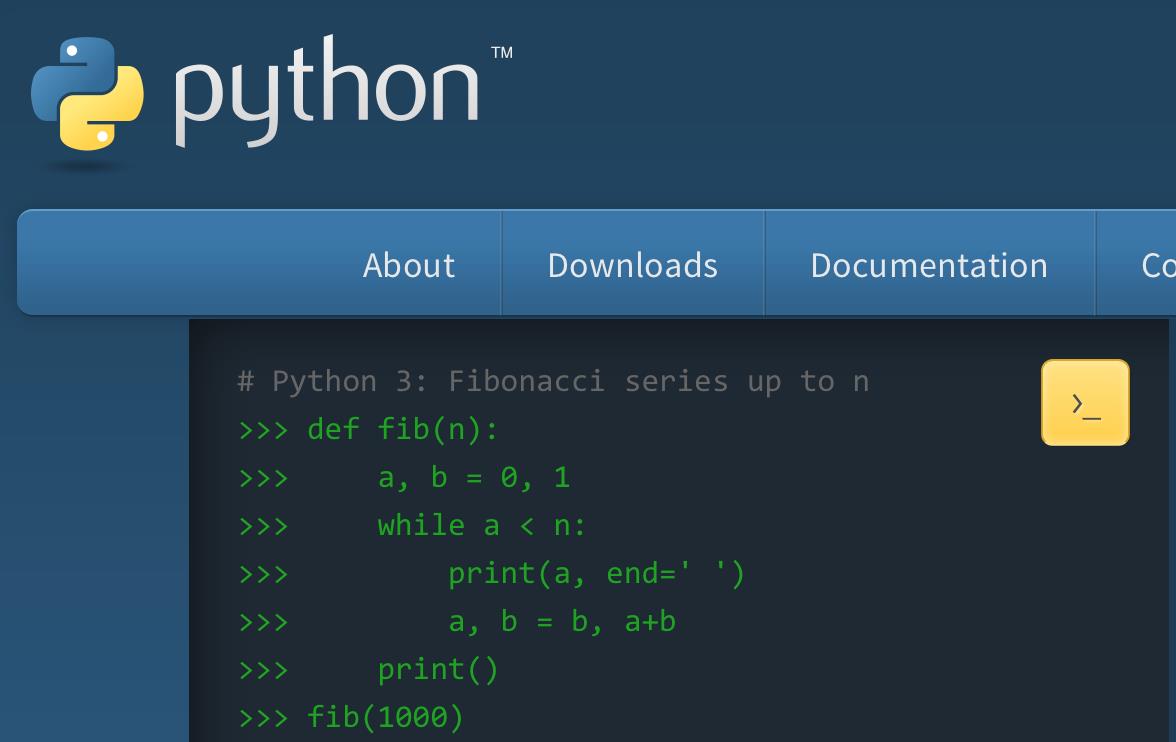 python™
About Downloads Documentation Co
# Python 3: Fibonacci series up to n
>>> def fib(n):
>>>     a, b = 0, 1
>>>     while a < n:
>>>         print(a, end=' ')
>>>         a, b = b, a+b
>>>     print()
>>> fib(1000)
>_